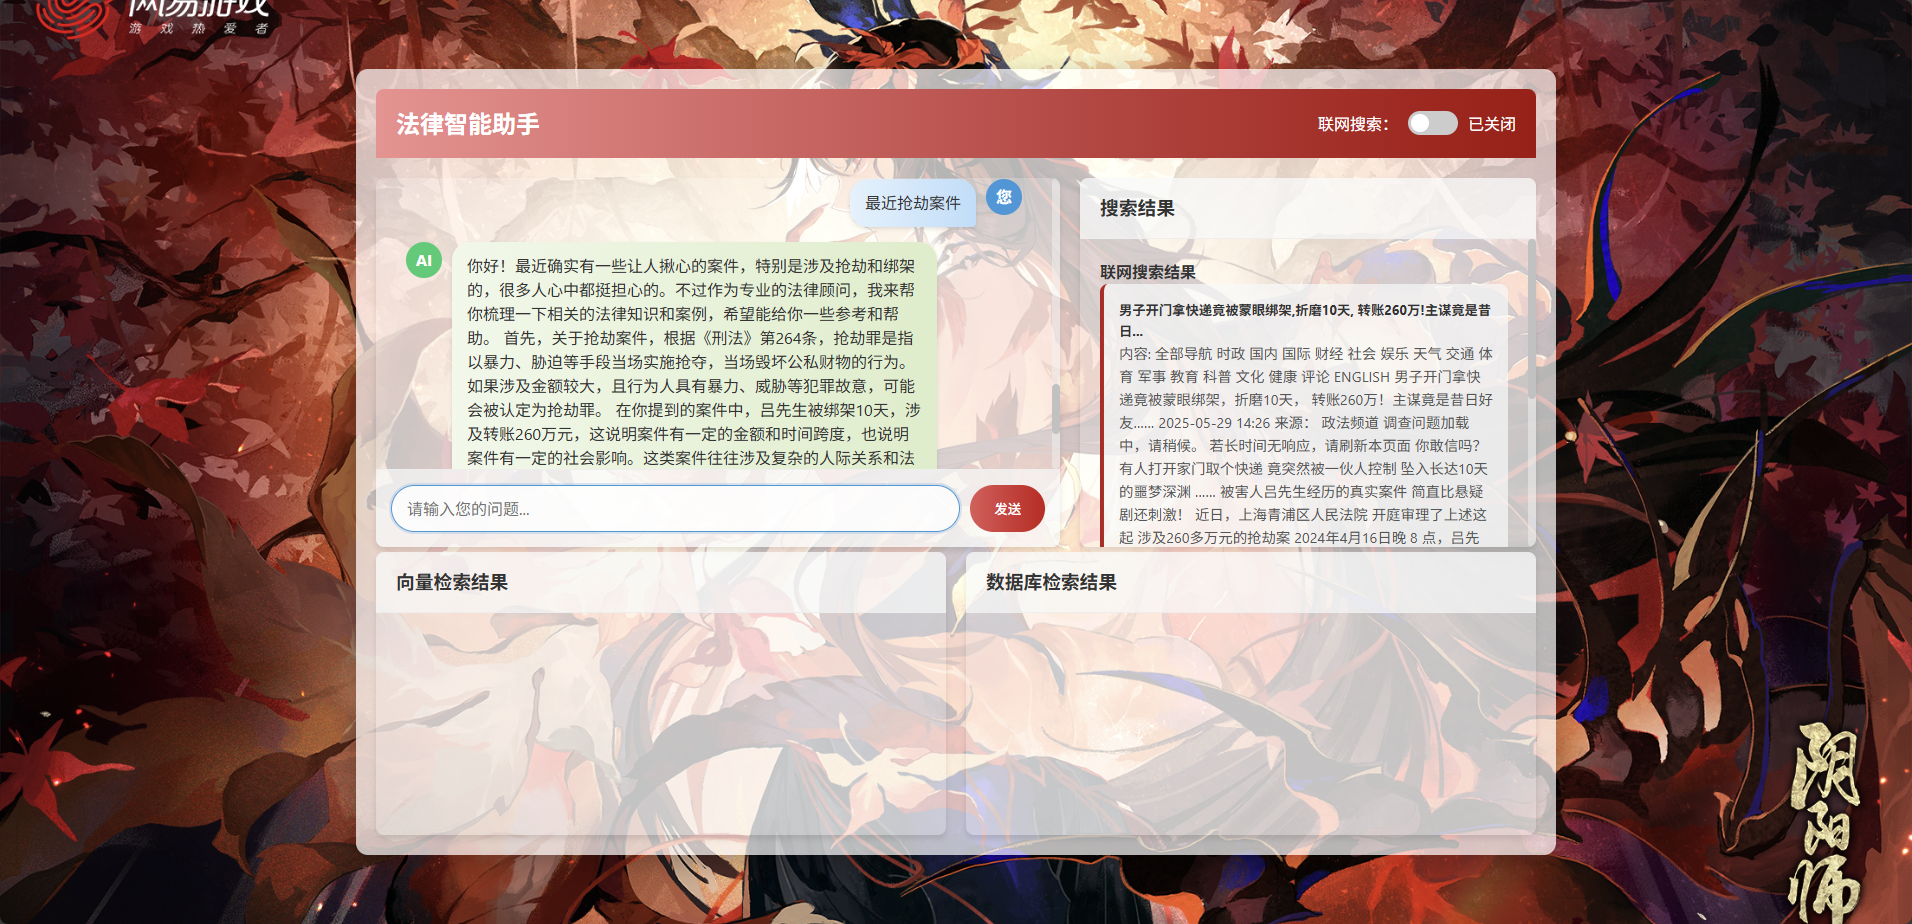 网易游戏
游戏热爱者
法律智能助手
联网搜索：
已关闭
最近抢劫案件
您
AI
你好！最近确实有一些让人揪心的案件，特别是涉及抢劫和绑架
的，很多人心中都挺担心的。不过作为专业的法律顾问，我来帮
你梳理一下相关的法律知识和案例，希望能给你一些参考和帮
助。 首先，关于抢劫案件，根据《刑法》第264条，抢劫罪是指
以暴力、胁迫等手段当场实施抢夺，当场毁坏公私财物的行为。
如果涉及金额较大，且行为人具有暴力、威胁等犯罪故意，可能
会被认定为抢劫罪。 在你提到的案件中，吕先生被绑架10天，涉
及转账260万元，这说明案件有一定的金额和时间跨度，也说明
案件有一定的社会影响。这类案件往往涉及复杂的人际关系和法
请输入您的问题...
发送
搜索结果
联网搜索结果
男子开门拿快递竟被蒙眼绑架,折磨10天, 转账260万!主谋竟是昔
日...
内容: 全部导航 时政 国内 国际 财经 社会 娱乐 天气 交通 体
育 军事 教育 科普 文化 健康 评论 ENGLISH 男子开门拿快
递竟被蒙眼绑架，折磨10天， 转账260万！主谋竟是昔日好
友...... 2025-05-29 14:26 来源： 政法频道 调查问题加载
中，请稍候。 若长时间无响应，请刷新本页面 你敢信吗？
有人打开家门取个快递 竟突然被一伙人控制 坠入长达10天
的噩梦深渊 ...... 被害人吕先生经历的真实案件 简直比悬疑
剧还刺激！ 近日，上海青浦区人民法院 开庭审理了上述这
起 涉及260多万元的抢劫案 2024年4月16日晚 8 点，吕先
向量检索结果
数据库检索结果
阴阳师